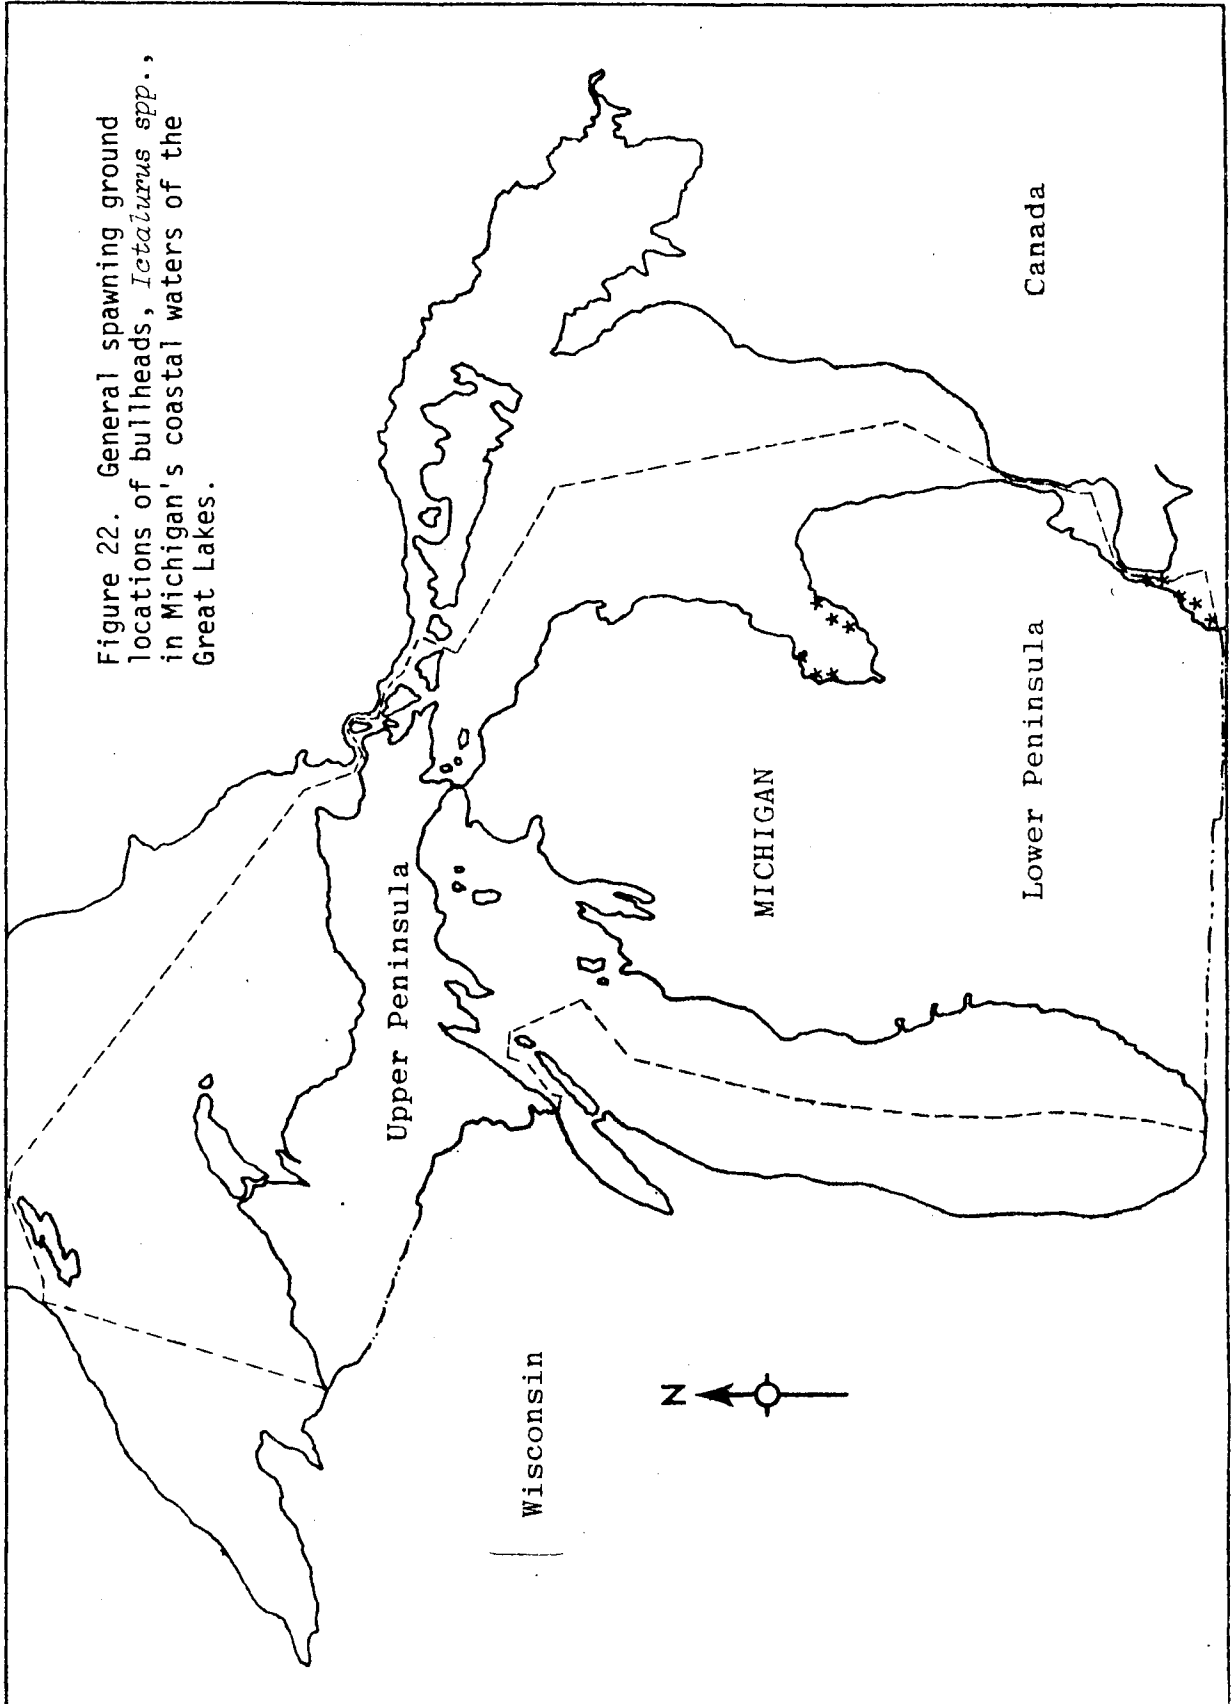 Figure 22. General spawning ground
locations of bullheads, Ictalurus spp.,
in Michigan's coastal waters of the
Great Lakes.
Upper Peninsula
Wisconsin
N
MICHIGAN
Lower Peninsula
Canada